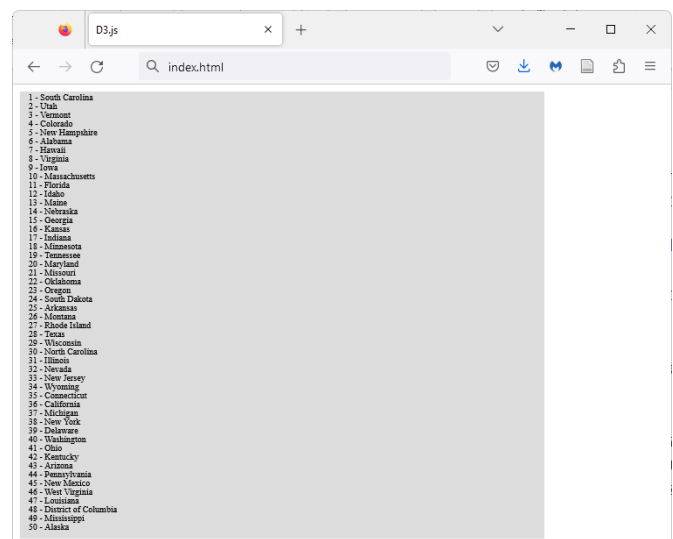 D3.js
index.html
1 - South Carolina
2 - Utah
3 - Vermont
4 - Colorado
5 - New Hampshire
6 - Alabama
7 - Hawaii
8 - Virginia
9 - Iowa
10 - Massachusetts
11 - Florida
12 - Idaho
13 - Maine
14 - Nebraska
15 - Georgia
16 - Kansas
17 - Indiana
18 - Minnesota
19 - Tennessee
20 - Maryland
21 - Missouri
22 - Oklahoma
23 - Oregon
24 - South Dakota
25 - Arkansas
26 - Montana
27 - Rhode Island
28 - Texas
29 - Wisconsin
30 - North Carolina
31 - Illinois
32 - Nevada
33 - New Jersey
34 - Wyoming
35 - Connecticut
36 - California
37 - Michigan
38 - New York
39 - Delaware
40 - Washington
41 - Ohio
42 - Kentucky
43 - Arizona
44 - Pennsylvania
45 - New Mexico
46 - West Virginia
47 - Louisiana
48 - District of Columbia
49 - Mississippi
50 - Alaska